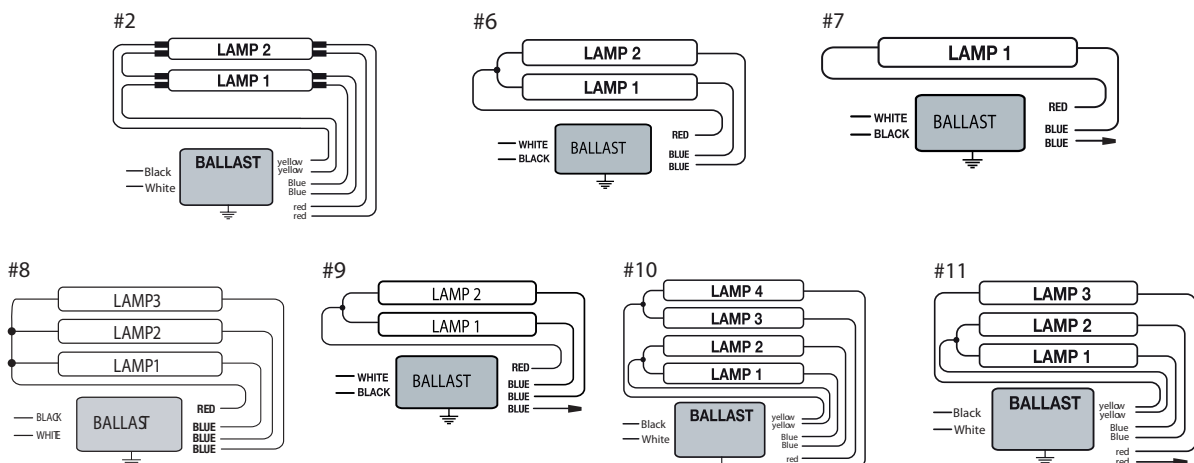 #2
LAMP 2
LAMP 1
BALLAST
Black
White
yellow
yellow
Blue
Blue
red
red
#6
LAMP 2
LAMP 1
BALLAST
WHITE
BLACK
RED
BLUE
BLUE
#7
LAMP 1
BALLAST
WHITE
BLACK
RED
BLUE
BLUE
#8
LAMP3
LAMP2
LAMP1
BALLAST
BLACK
WHITE
RED
BLUE
BLUE
BLUE
#9
LAMP 2
LAMP 1
BALLAST
WHITE
BLACK
RED
BLUE
BLUE
BLUE
#10
LAMP 4
LAMP 3
LAMP 2
LAMP 1
BALLAST
Black
White
yellow
yellow
Blue
Blue
red
#11
LAMP 3
LAMP 2
LAMP 1
BALLAST
Black
White
yellow
yellow
Blue
Blue
red
red